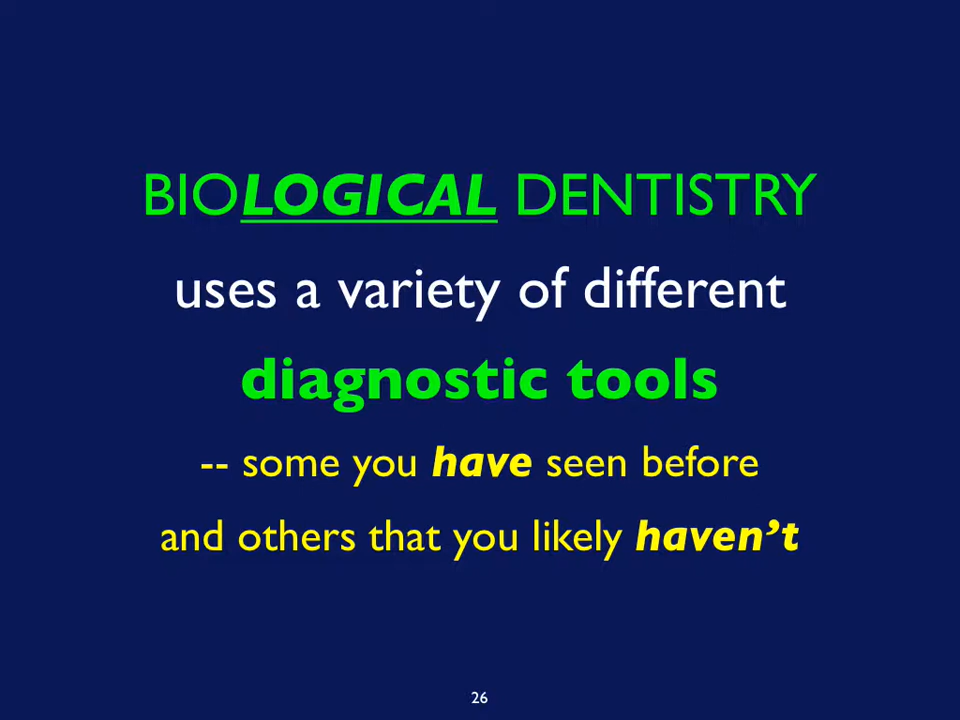 BIOLOGICAL DENTISTRY
uses a variety of different
diagnostic tools
-- some you have seen before
and others that you likely haven’t
26